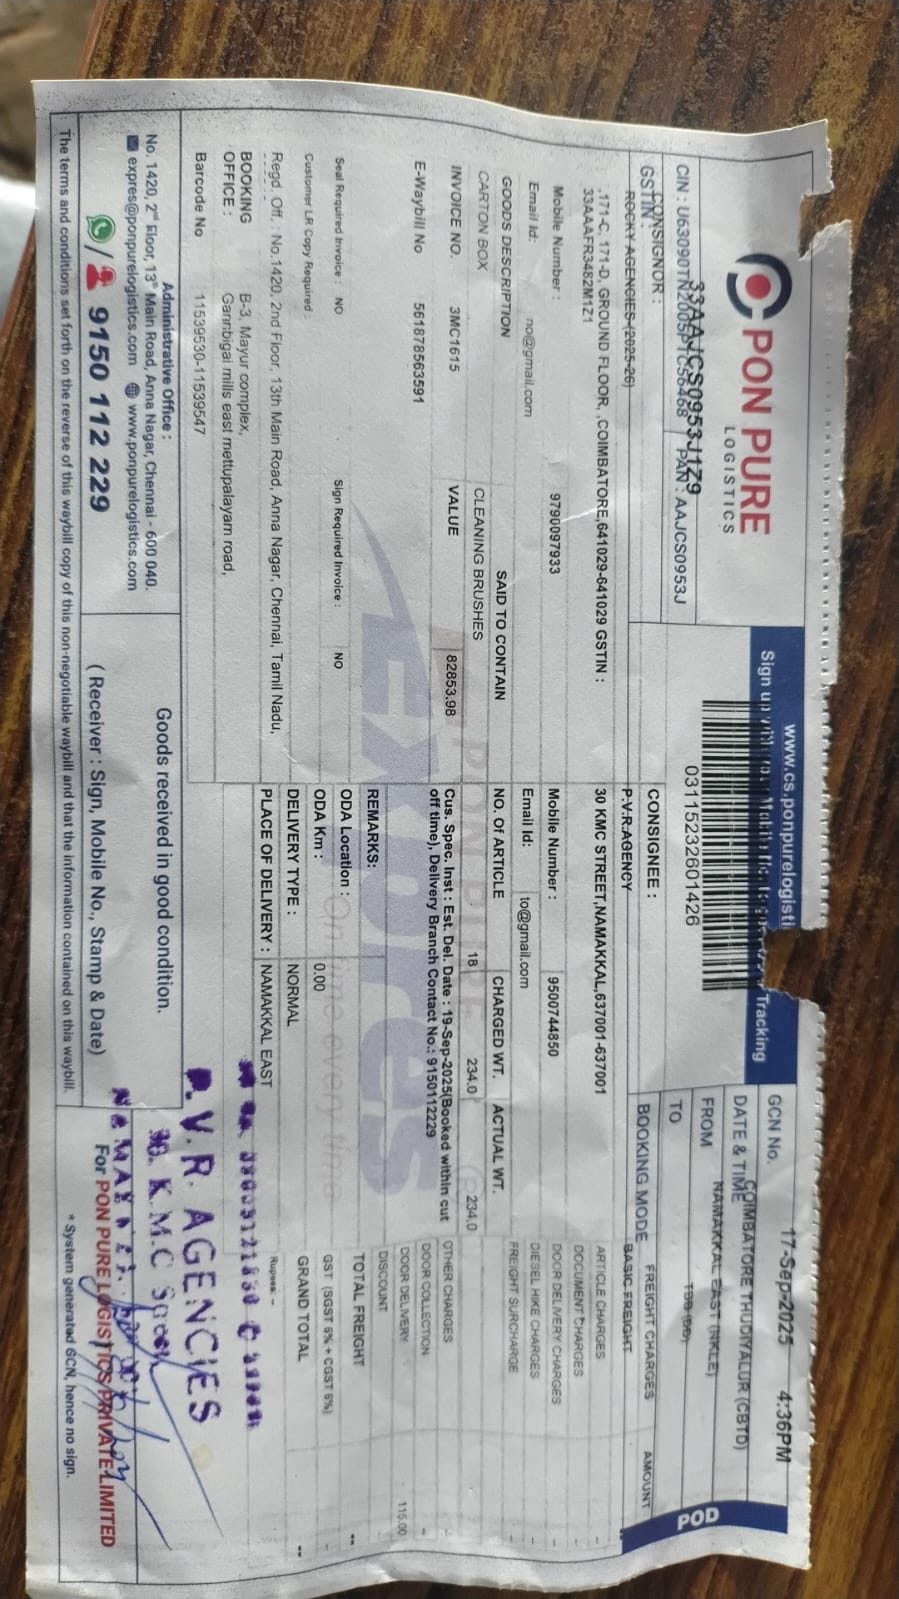 PON PURE
LOGISTICS
CIN : U63090TN2005PTC56468 PAN : AAJCS0953J
33AAJCS0953J1Z9
GSTIN :
CONSIGNOR :
ROCKY AGENCIES (2025-26)
,171-C, 171-D, GROUND FLOOR, ,COIMBATORE,641029-641029 GSTIN :
33AAAFR3482M1Z1
Mobile Number : 9790097933
Email Id: no@gmail.com
www.cs.ponpurelogisti
Sign up Tracking
03115232601426
CONSIGNEE :
P.V.R.AGENCY
30 KMC STREET,NAMAKKAL,637001-637001
Mobile Number : 9500744850
Email Id: to@gmail.com
GCN No.
DATE & TIME 17-Sep-2025 4:36PM
FROM COIMBATORE THUDIYALUR (CBTD)
TO NAMAKKAL EAST (NKLE)
BOOKING MODE
POD
FREIGHT CHARGES AMOUNT
BASIC FREIGHT
ARTICLE CHARGES -
DOCUMENT CHARGES -
DOOR DELIVERY CHARGES -
DIESEL HIKE CHARGES -
FREIGHT SURCHARGE -
OTHER CHARGES -
DOOR COLLECTION -
DOOR DELIVERY 115.00
DISCOUNT
TOTAL FREIGHT --
GST (SGST 6% + CGST 6%) -
GRAND TOTAL --
Rupees: -
GOODS DESCRIPTION SAID TO CONTAIN NO. OF ARTICLE CHARGED WT. ACTUAL WT.
CARTON BOX CLEANING BRUSHES 18 234.0 234.0
INVOICE NO. 3MC1615 VALUE 82853.98
E-Waybill No 561878563591
Cus. Spec. Inst : Est. Del. Date : 19-Sep-2025(Booked within cut
off time), Delivery Branch Contact No.: 9150112229
Seal Required Invoice : NO Sign Required Invoice : NO
Customer LR Copy Required :
REMARKS:
ODA Location :
ODA Km : 0.00
DELIVERY TYPE : NORMAL
PLACE OF DELIVERY : NAMAKKAL EAST
Regd. Off. : No.1420, 2nd Floor, 13th Main Road, Anna Nagar, Chennai, Tamil Nadu,
BOOKING
OFFICE :
B-3, Mayur complex,
Gannbigai mills east mettupalayam road,
Barcode No 11539530-11539547
PON PURE
Expres
On time every time
Administrative Office :
No. 1420, 2nd Floor, 13th Main Road, Anna Nagar, Chennai - 600 040.
expres@ponpurelogistics.com www.ponpurelogistics.com
/ 9150 112 229
Goods received in good condition.
( Receiver : Sign, Mobile No., Stamp & Date)
P.V.R. AGENCIES
30. K.M.C
For PON PURE LOGISTICS PRIVATE LIMITED
* System generated GCN, hence no sign.
The terms and conditions set forth on the reverse of this waybill copy of this non-negotiable waybill and that the information contained on this waybill.